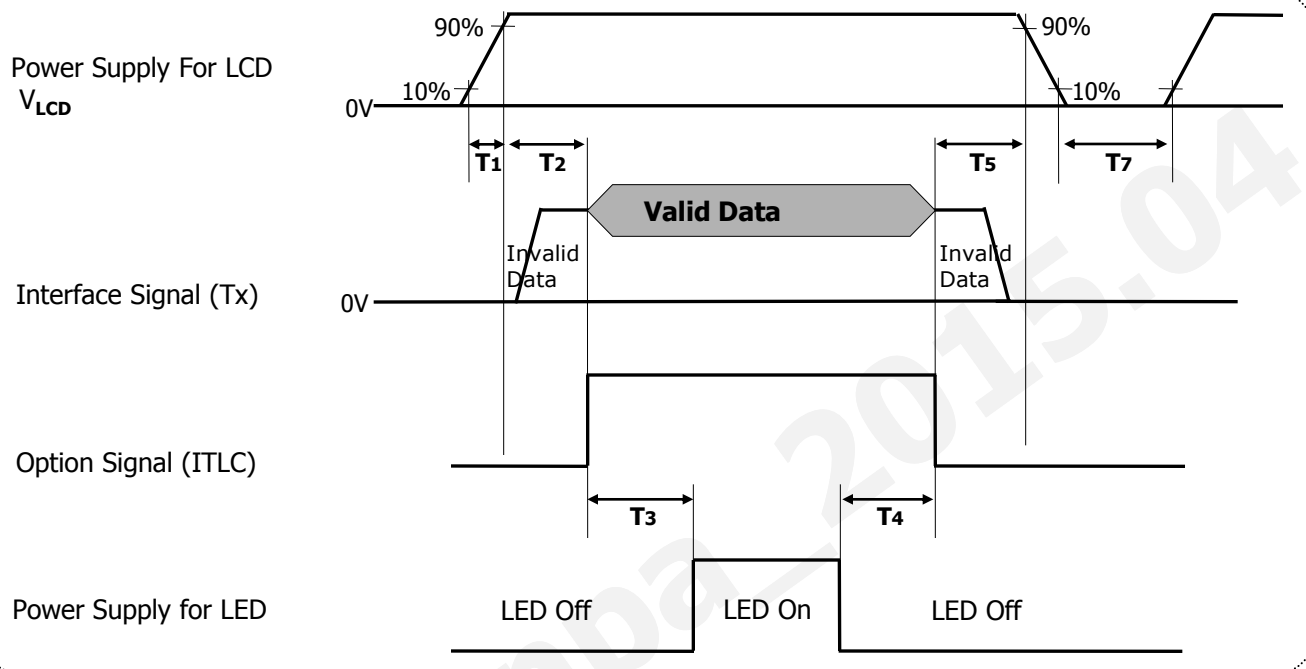 90%
90%
Power Supply For LCD
VLCD
10%
10%
0V
T1
T2
T5
T7
Valid Data
Invalid
Data
Invalid
Data
Interface Signal (Tx)
0V
Option Signal (ITLC)
T3
T4
Power Supply for LED
LED Off
LED On
LED Off
2015.04